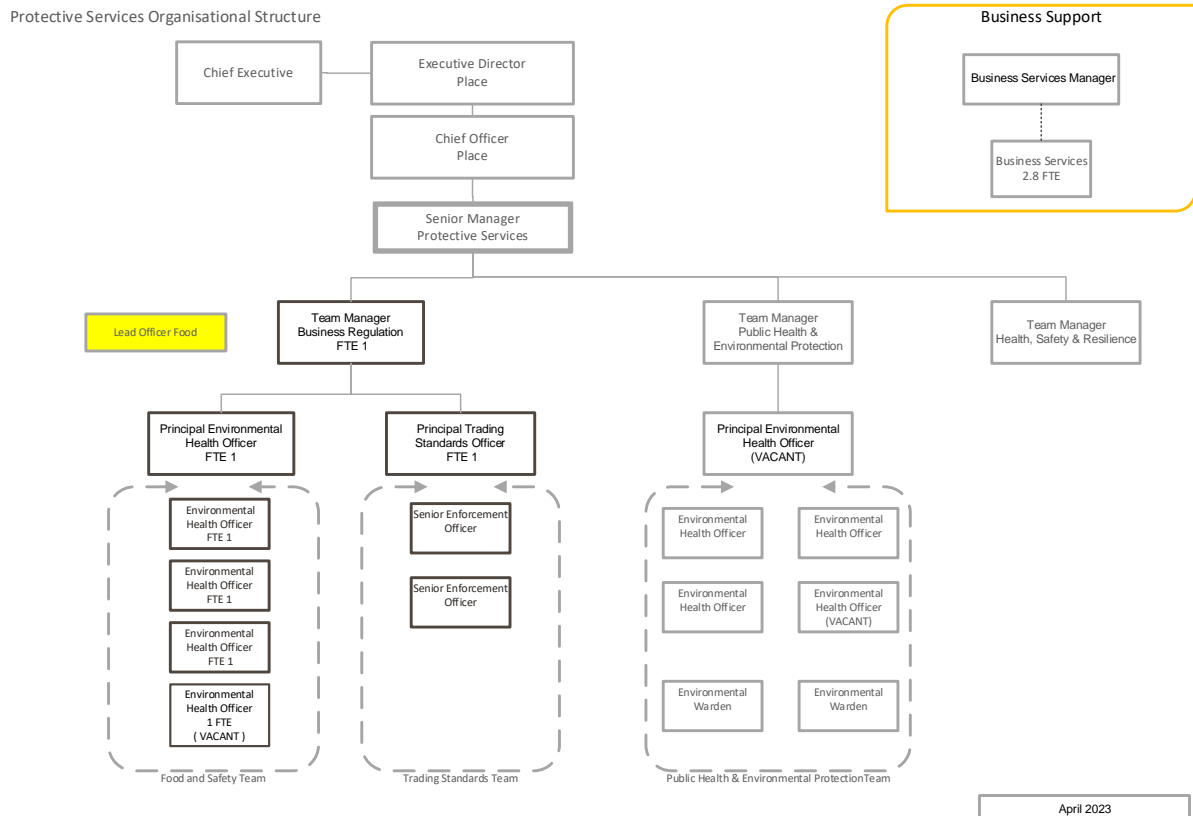 Protective Services Organisational Structure
Business Support
Chief Executive
Executive Director
Place
Business Services Manager
Chief Officer
Place
Business Services
2.8 FTE
Senior Manager
Protective Services
Lead Officer Food
Team Manager
Business Regulation
FTE 1
Team Manager
Public Health &
Environmental Protection
Team Manager
Health, Safety & Resilience
Principal Environmental
Health Officer
FTE 1
Principal Trading
Standards Officer
FTE 1
Principal Environmental
Health Officer
(VACANT)
Environmental
Health Officer
FTE 1
Environmental
Health Officer
FTE 1
Environmental
Health Officer
FTE 1
Environmental
Health Officer
1 FTE
( VACANT )
Food and Safety Team
Senior Enforcement
Officer
Senior Enforcement
Officer
Trading Standards Team
Environmental
Health Officer
Environmental
Health Officer
Environmental
Health Officer
Environmental
Health Officer
(VACANT)
Environmental
Warden
Environmental
Warden
Public Health & Environmental ProtectionTeam
April 2023